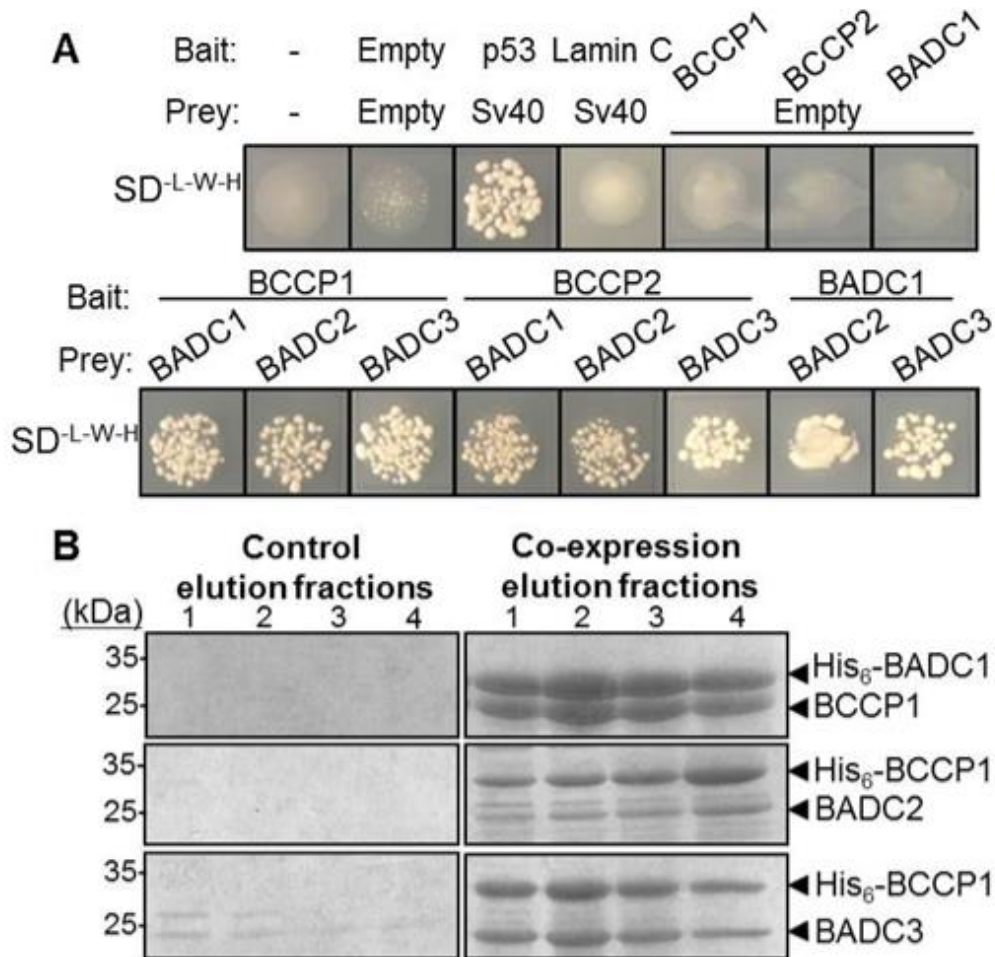 A
Bait: - Empty p53 Lamin C BCCP1 BCCP2 BADC1
Prey: - Empty Sv40 Sv40 Empty
SD-L-W-H
Bait: BCCP1 BCCP2 BADC1
Prey: BADC1 BADC2 BADC3 BADC1 BADC2 BADC3 BADC2 BADC3
SD-L-W-H
B
Control elution fractions
Co-expression elution fractions
(kDa) 1 2 3 4 1 2 3 4
35
His₆-BADC1
25
BCCP1
35
His₆-BCCP1
25
BADC2
35
His₆-BCCP1
25
BADC3